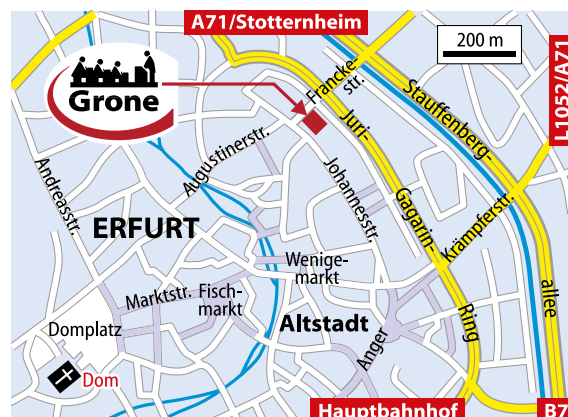 A71/Stotternheim
200 m
L1052/A71
Grone
Francke-
str.
Stauffenberg-
allee
Juri-
Gagarin-
Ring
Augustinerstr.
Johannesstr.
Andreasstr.
Krämpferstr.
ERFURT
Wenige-
markt
Marktstr.
Fisch-
markt
Domplatz
Altstadt
Anger
Dom
Hauptbahnhof
B7